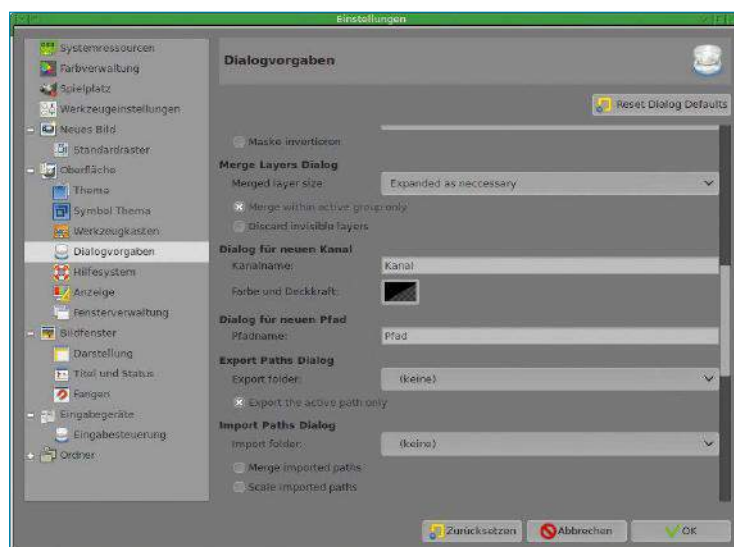 Einstellungen
Systemressourcen
Farbverwaltung
Spielplatz
Werkzeugeinstellungen
Neues Bild
Standardraster
Oberfläche
Thema
Symbol Thema
Werkzeugkasten
Dialogvorgaben
Hilfesystem
Anzeige
Fensterverwaltung
Bildfenster
Darstellung
Titel und Status
Fangen
Eingabegeräte
Eingabesteuerung
Ordner
Dialogvorgaben
Reset Dialog Defaults
Maske invertieren
Merge Layers Dialog
Merged layer size: Expanded as neccessary
Merge within active group only
Discard invisible layers
Dialog für neuen Kanal
Kanalname: Kanal
Farbe und Deckkraft:
Dialog für neuen Pfad
Pfadname: Pfad
Export Paths Dialog
Export folder: (keine)
Export the active path only
Import Paths Dialog
Import folder: (keine)
Merge imported paths
Scale imported paths
Zurücksetzen Abbrechen OK